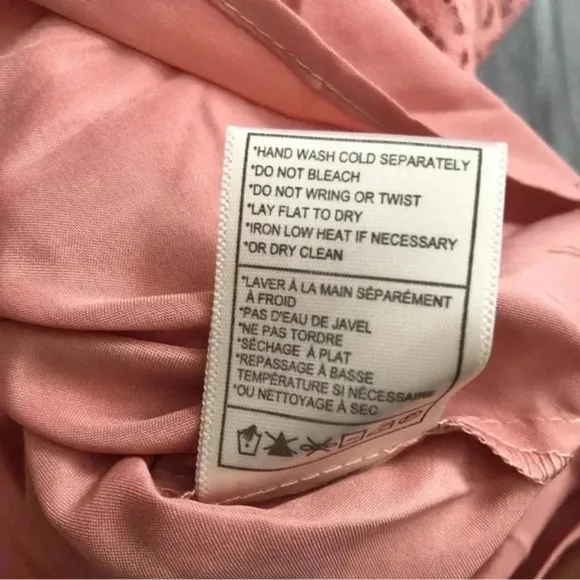 *HAND WASH COLD SEPARATELY
*DO NOT BLEACH
*DO NOT WRING OR TWIST
*LAY FLAT TO DRY
*IRON LOW HEAT IF NECESSARY
*OR DRY CLEAN
*LAVER À LA MAIN SÉPARÉMENT
À FROID
*PAS D'EAU DE JAVEL
*NE PAS TORDRE
*SÉCHAGE À PLAT
*REPASSAGE À BASSE
TEMPÉRATURE SI NÉCESSAIRE
*OU NETTOYAGE À SEC